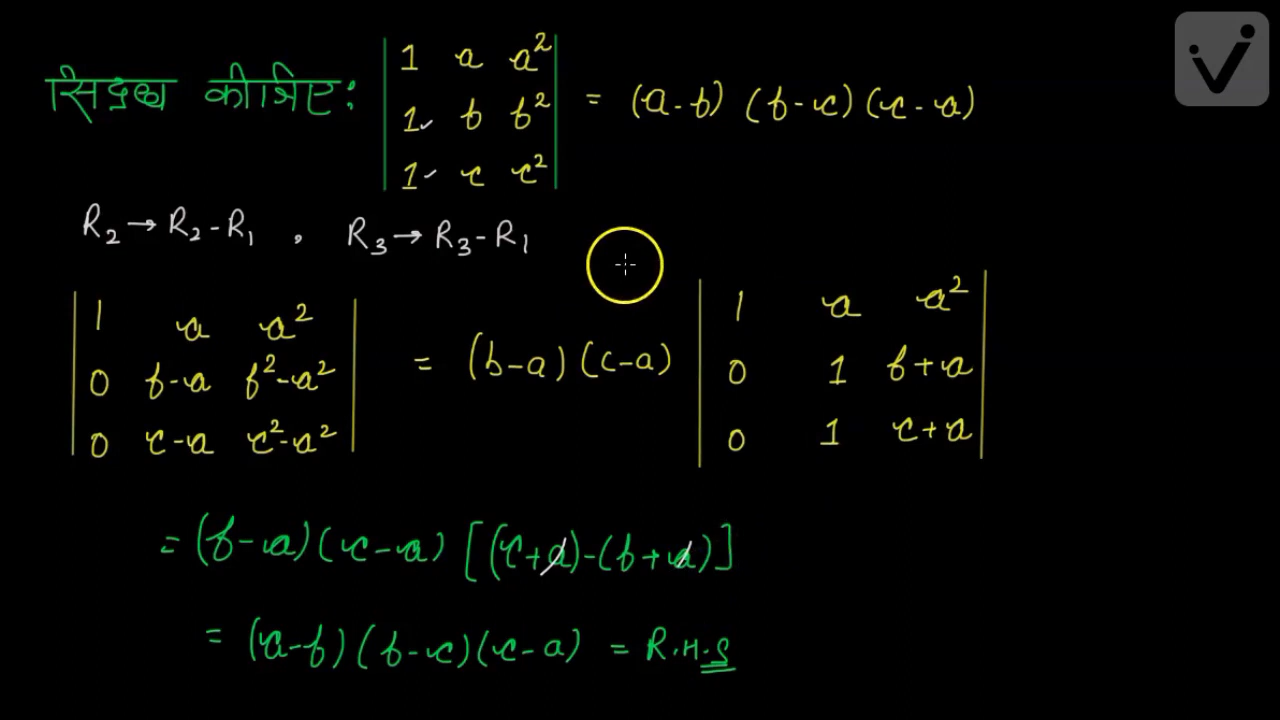 सिद्ध कीजिए: | 1 a a² |
| 1 b b² | = (a-b) (b-c) (c-a)
| 1 c c² |
R₂ → R₂-R₁ , R₃ → R₃-R₁
| 1 a a² |
| 0 b-a b²-a² |
| 0 c-a c²-a² |
= (b-a) (c-a)
| 1 a a² |
| 0 1 b+a |
| 0 1 c+a |
= (b-a) (c-a) [(c+a)-(b+a)]
= (a-b) (b-c) (c-a) = R.H.S